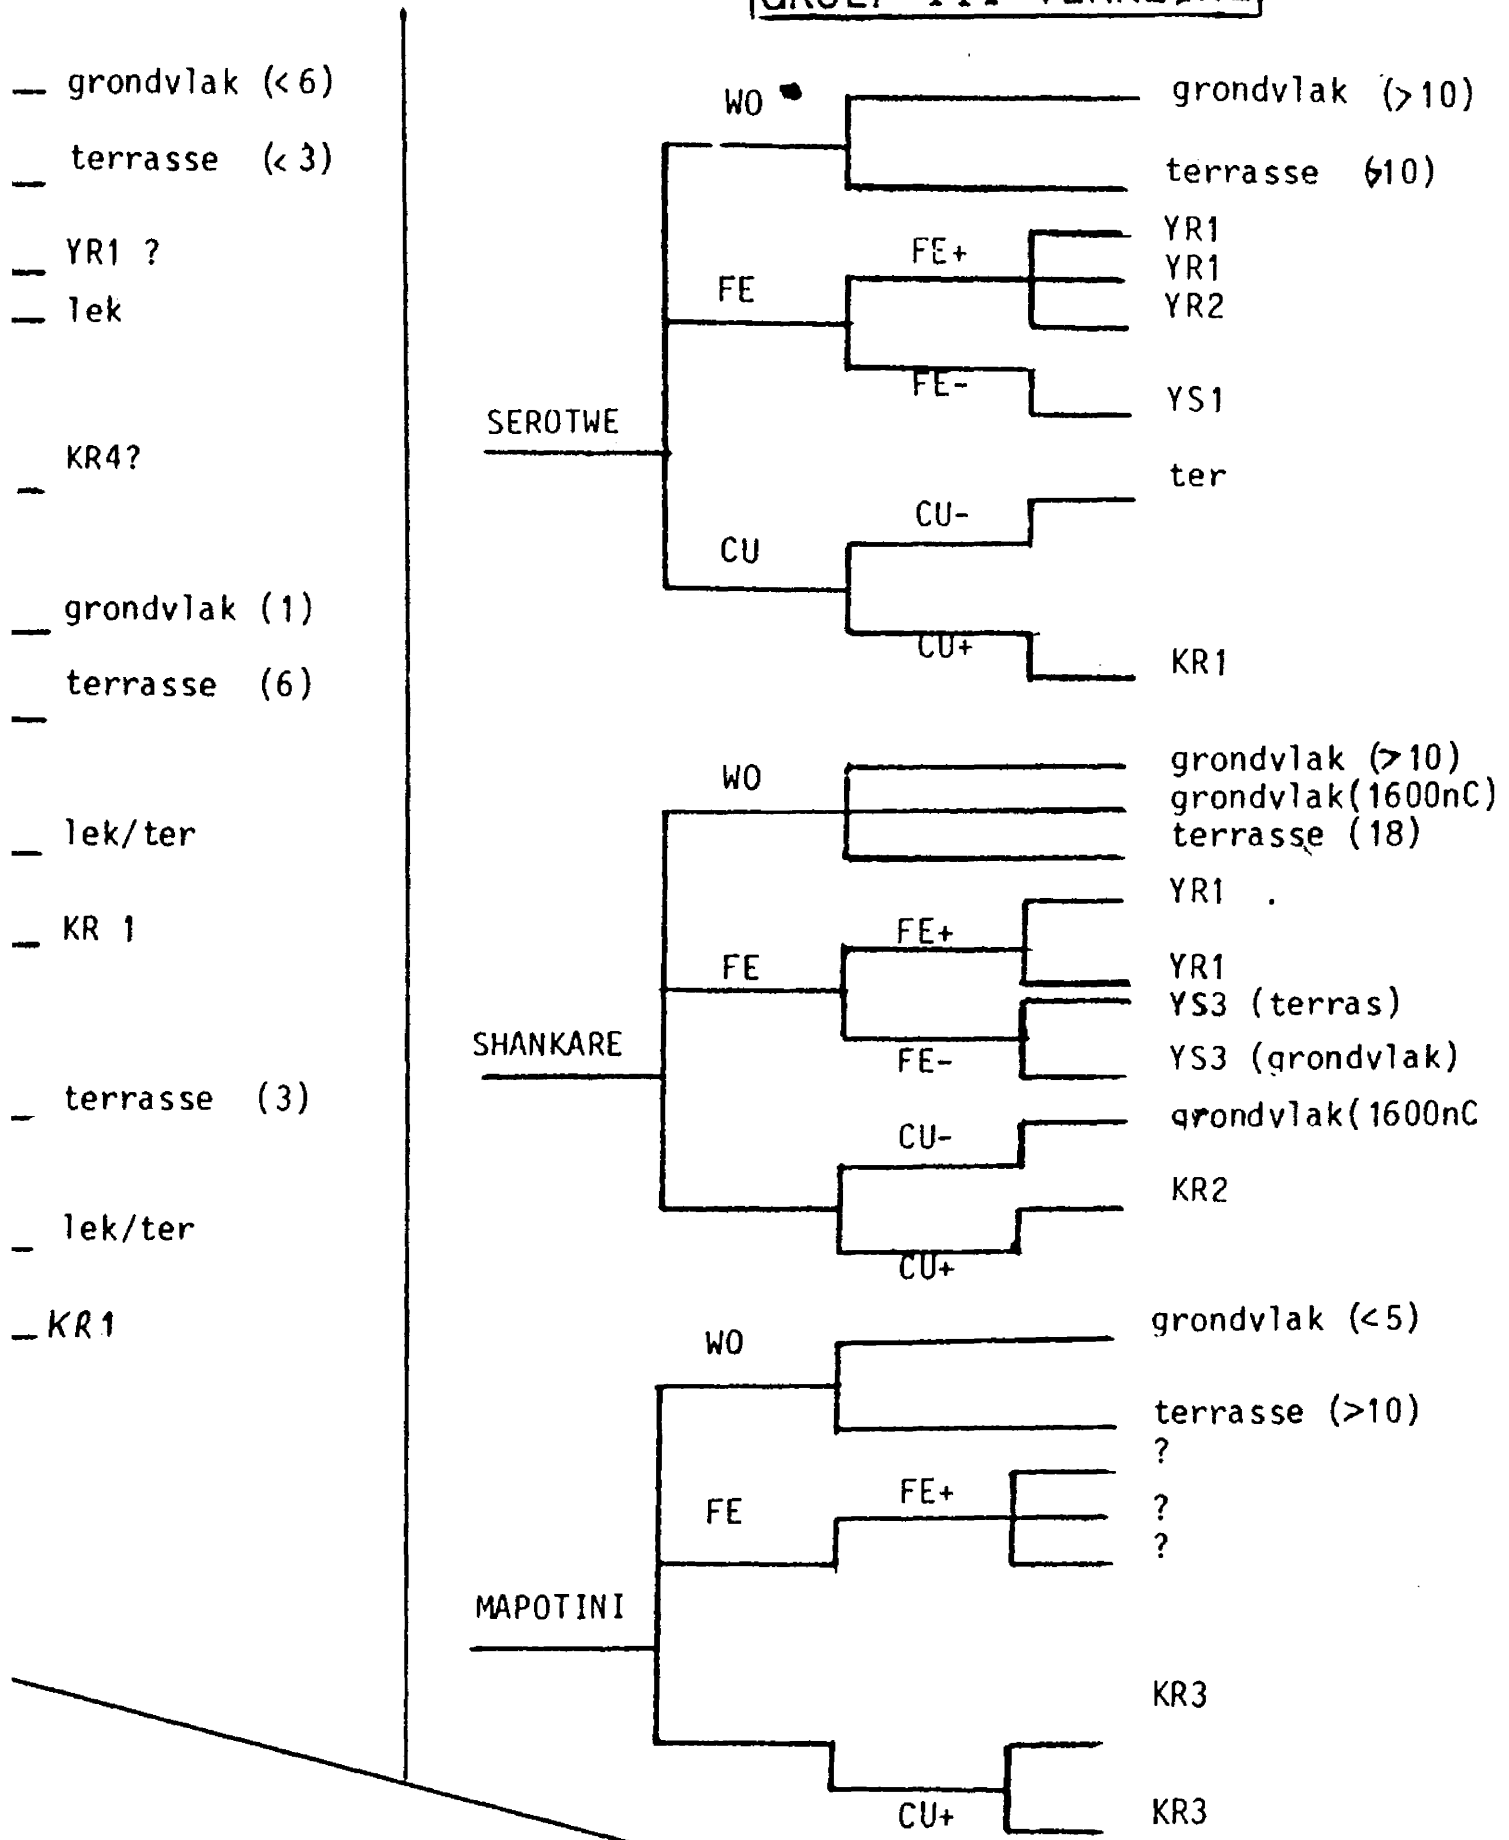 GROEP III
grondvlak (<6)
terrasse (<3)
YR1 ?
lek
KR4?
grondvlak (1)
terrasse (6)
lek/ter
KR 1
terrasse (3)
lek/ter
KR1
SEROTWE
WO
grondvlak (>10)
terrasse (>10)
FE
FE+
YR1
YR1
YR2
FE-
YS1
CU
CU-
ter
CU+
KR1
SHANKARE
WO
grondvlak (>10)
grondvlak(1600nC)
terrasse (18)
FE
FE+
YR1
YR1
FE-
YS3 (terras)
YS3 (grondvlak)
CU-
grondvlak(1600nC
CU+
KR2
MAPOTINI
WO
grondvlak (<5)
terrasse (>10)
FE
FE+
?
?
?
CU+
KR3
KR3